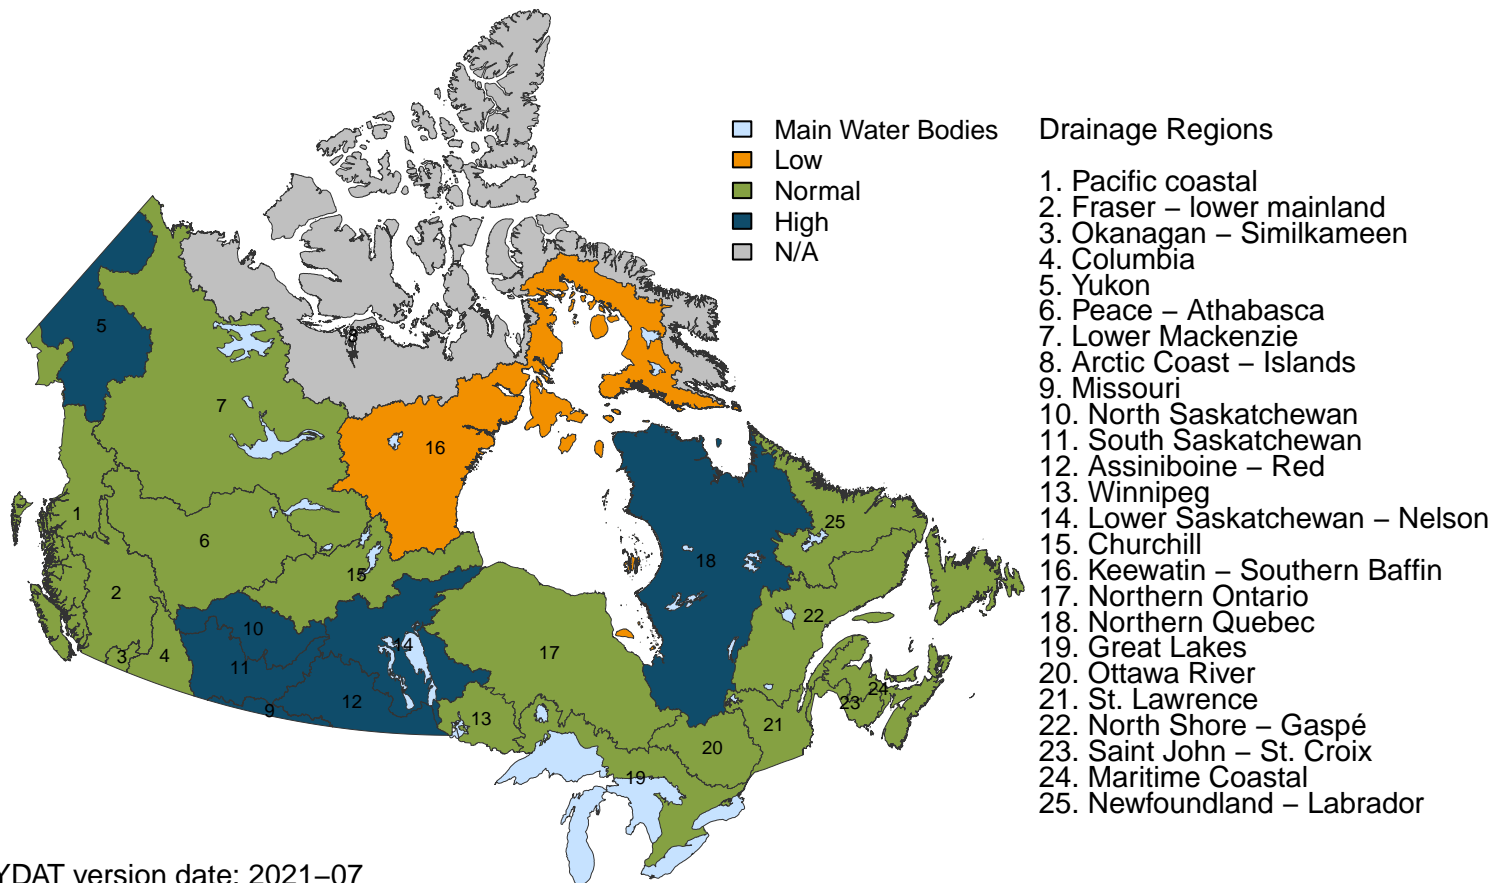 Main Water Bodies
Low
Normal
High
N/A
Drainage Regions
1. Pacific coastal
2. Fraser – lower mainland
3. Okanagan – Similkameen
4. Columbia
5. Yukon
6. Peace – Athabasca
7. Lower Mackenzie
8. Arctic Coast – Islands
9. Missouri
10. North Saskatchewan
11. South Saskatchewan
12. Assiniboine – Red
13. Winnipeg
14. Lower Saskatchewan – Nelson
15. Churchill
16. Keewatin – Southern Baffin
17. Northern Ontario
18. Northern Quebec
19. Great Lakes
20. Ottawa River
21. St. Lawrence
22. North Shore – Gaspé
23. Saint John – St. Croix
24. Maritime Coastal
25. Newfoundland – Labrador
5
8
7
16
1
25
6
18
15
2
22
10
14
3
4
11
17
12
24
23
9
13
21
20
19
YDAT version date: 2021–07